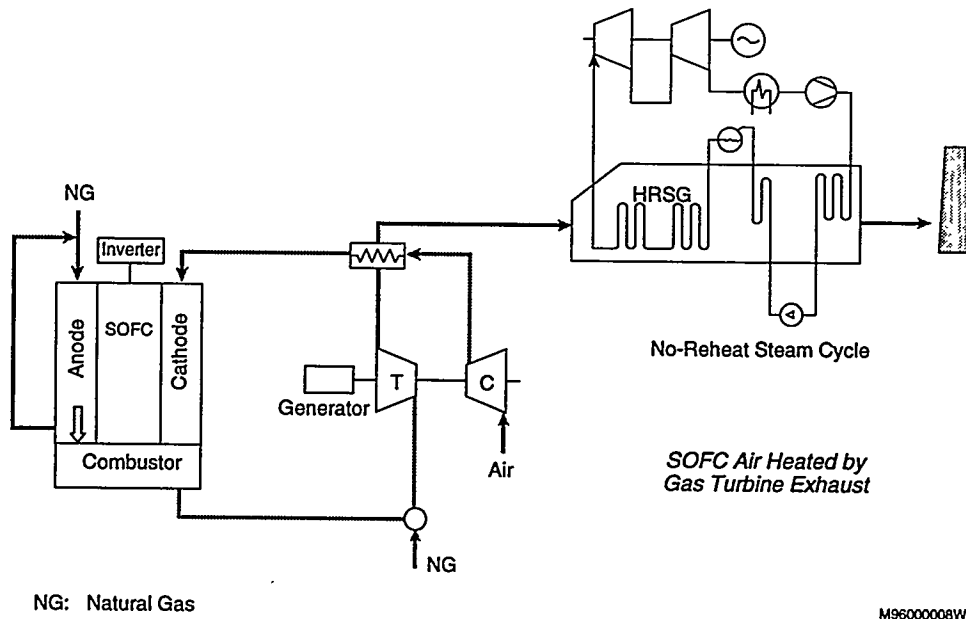 NG
Inverter
Anode
SOFC
Cathode
Combustor
Generator
T
C
Air
NG
HRSG
No-Reheat Steam Cycle
SOFC Air Heated by
Gas Turbine Exhaust
NG: Natural Gas
M96000008W